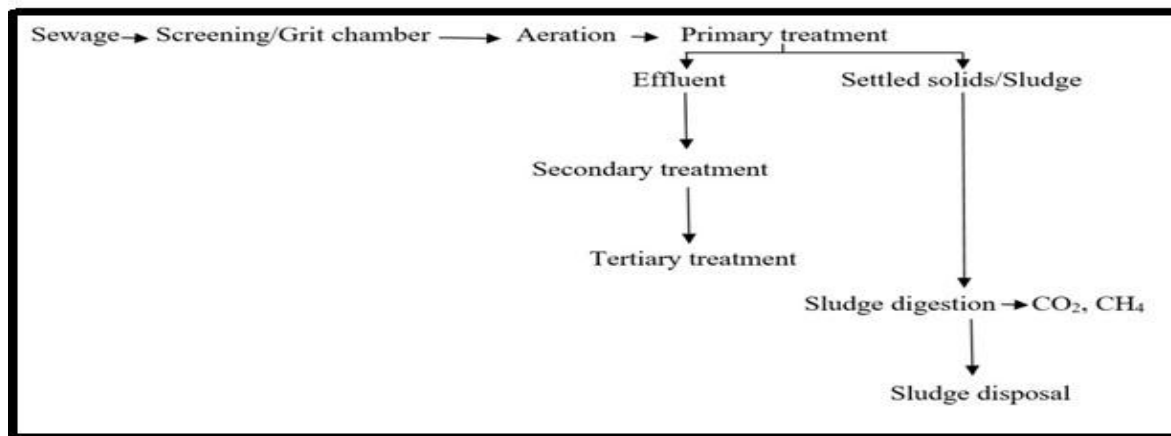 Sewage → Screening/Grit chamber → Aeration → Primary treatment
Effluent Settled solids/Sludge
Secondary treatment
Tertiary treatment
Sludge digestion → CO₂, CH₄
Sludge disposal